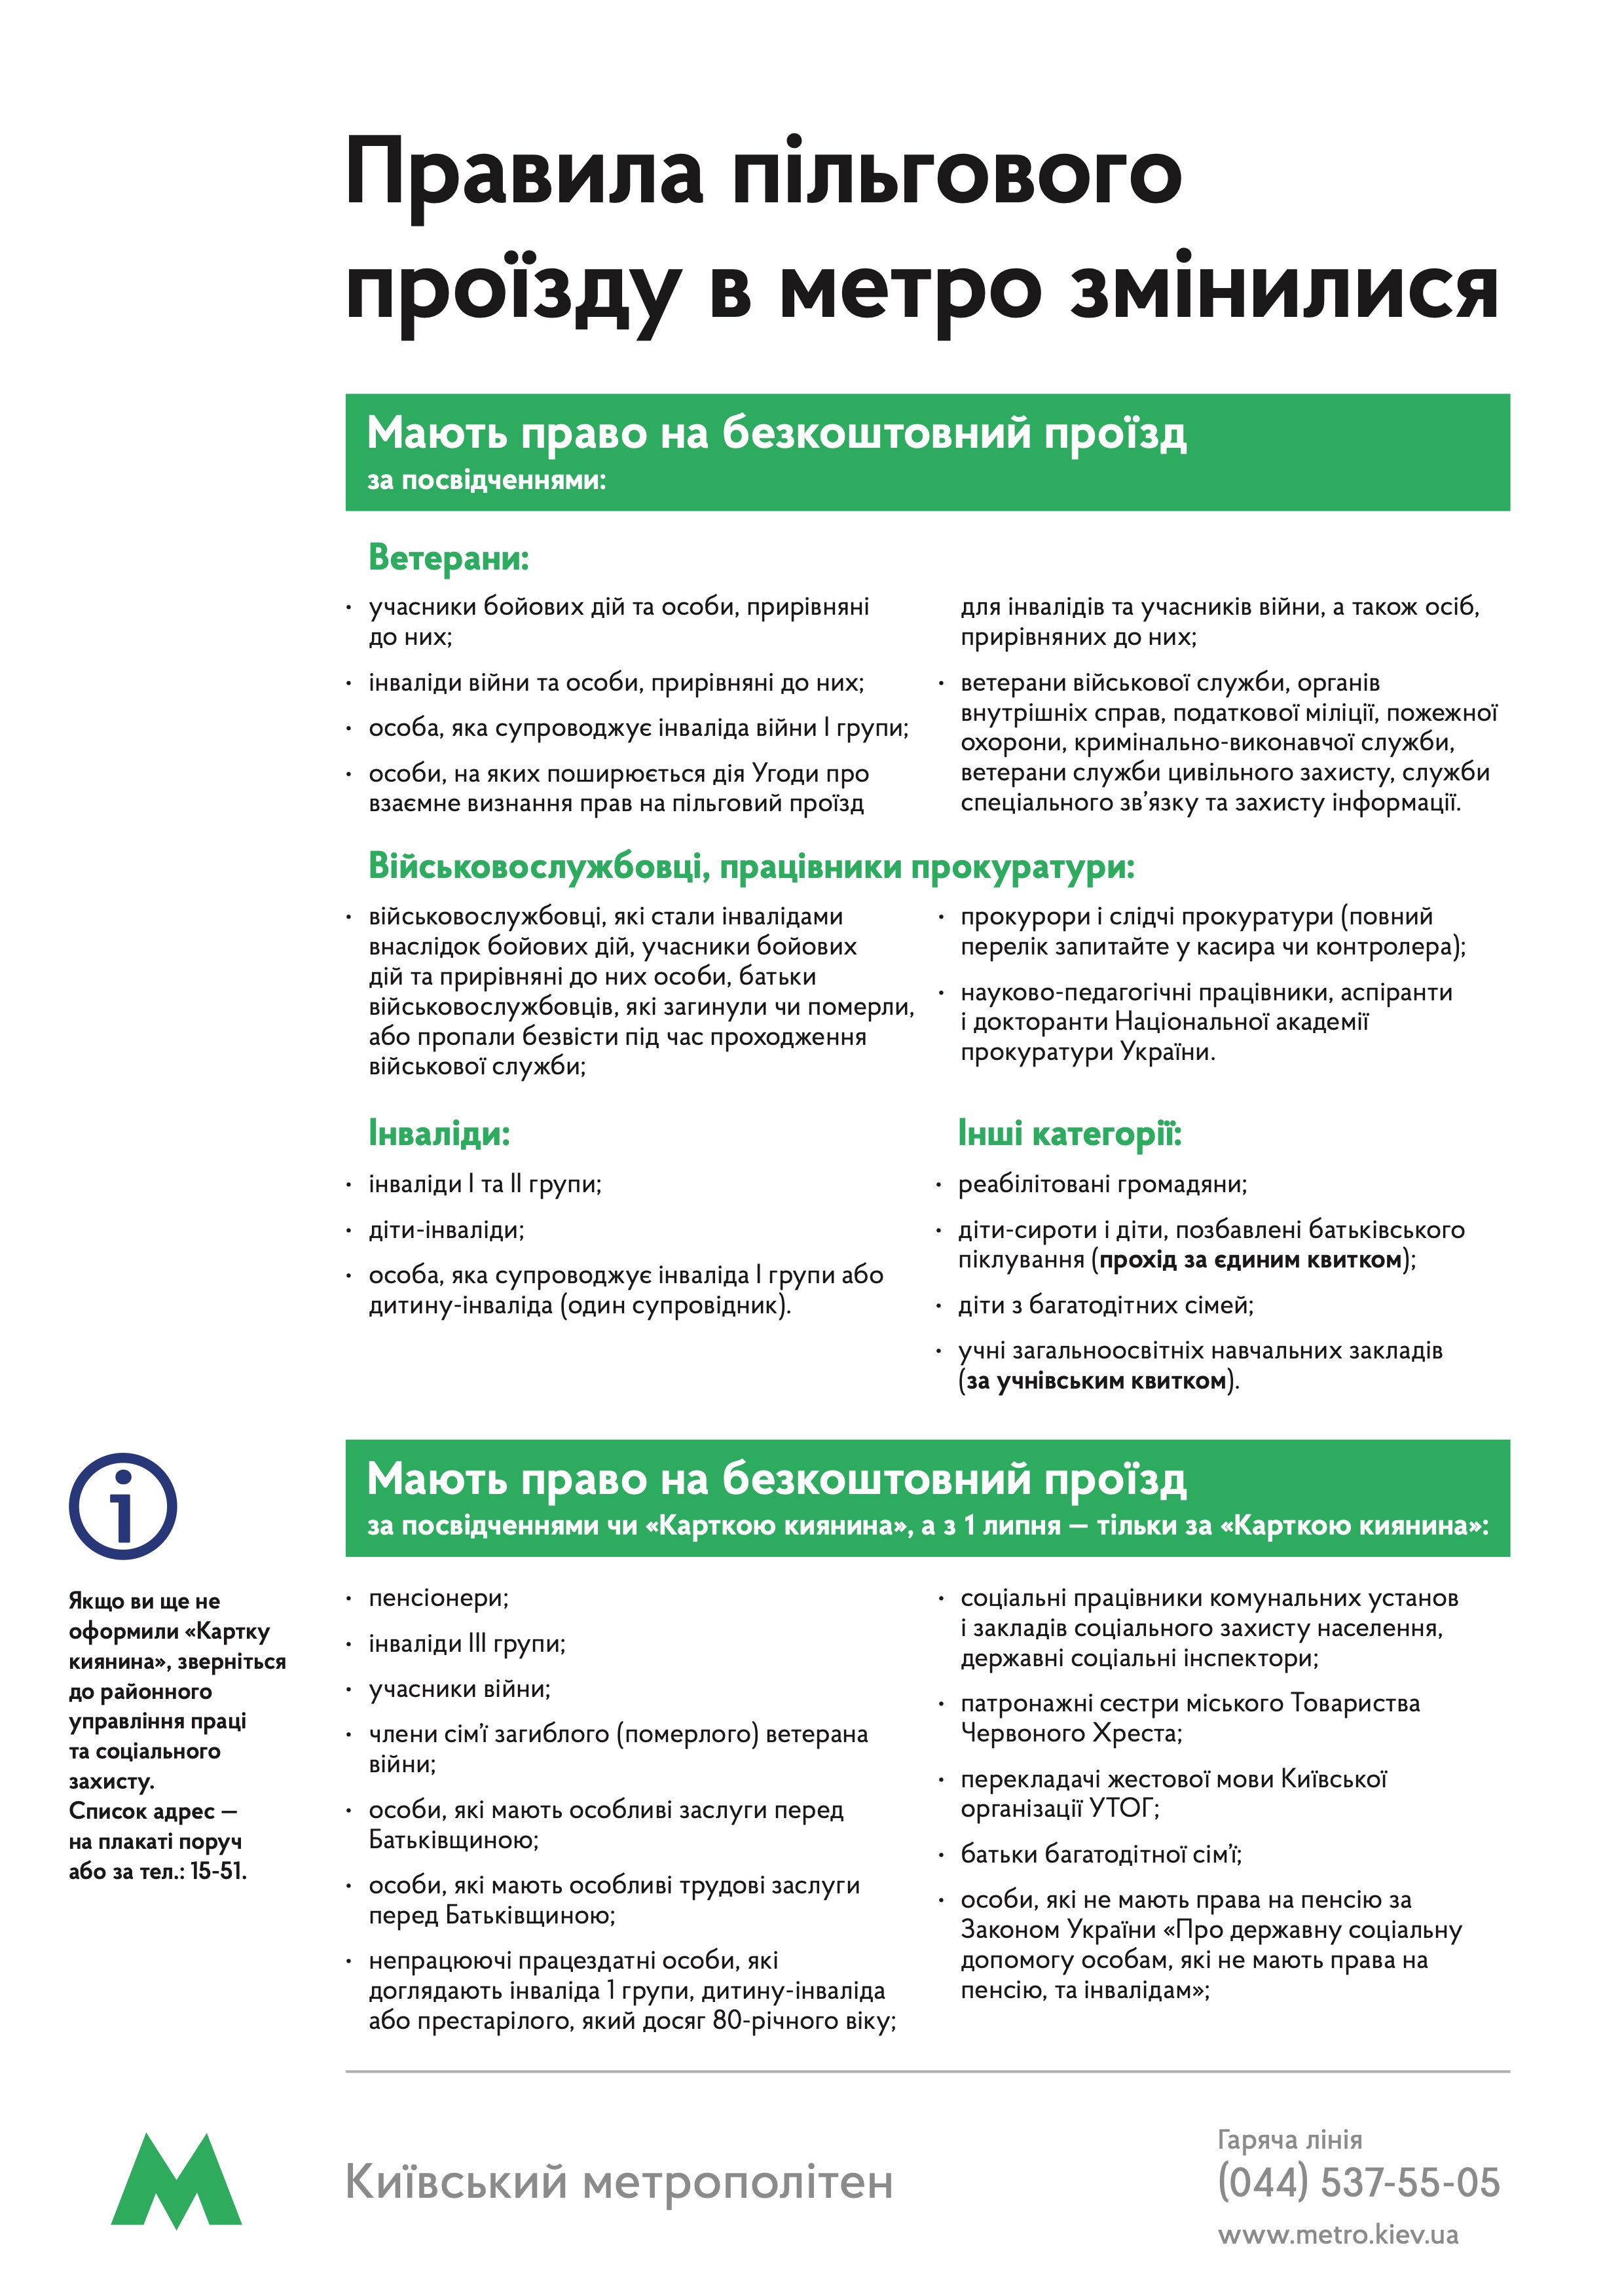 Правила пільгового
проїзду в метро змінилися
Мають право на безкоштовний проїзд
за посвідченнями:
Ветерани:
• учасники бойових дій та особи, прирівняні
до них;
• інваліди війни та особи, прирівняні до них;
• особа, яка супроводжує інваліда війни I групи;
• особи, на яких поширюється дія Угоди про
взаємне визнання прав на пільговий проїзд
для інвалідів та учасників війни, а також осіб,
прирівняних до них;
• ветерани військової служби, органів
внутрішніх справ, податкової міліції, пожежної
охорони, кримінально-виконавчої служби,
ветерани служби цивільного захисту, служби
спеціального зв’язку та захисту інформації.
Військовослужбовці, працівники прокуратури:
• військовослужбовці, які стали інвалідами
внаслідок бойових дій, учасники бойових
дій та прирівняні до них особи, батьки
військовослужбовців, які загинули чи померли,
або пропали безвісти під час проходження
військової служби;
• прокурори і слідчі прокуратури (повний
перелік запитайте у касира чи контролера);
• науково-педагогічні працівники, аспіранти
і докторанти Національної академії
прокуратури України.
Інваліди:
• інваліди I та II групи;
• діти-інваліди;
• особа, яка супроводжує інваліда I групи або
дитину-інваліда (один супровідник).
Інші категорії:
• реабілітовані громадяни;
• діти-сироти і діти, позбавлені батьківського
піклування (прохід за єдиним квитком);
• діти з багатодітних сімей;
• учні загальноосвітніх навчальних закладів
(за учнівським квитком).
Мають право на безкоштовний проїзд
за посвідченнями чи «Карткою киянина», а з 1 липня — тільки за «Карткою киянина»:
i
Якщо ви ще не
оформили «Картку
киянина», зверніться
до районного
управління праці
та соціального
захисту.
Список адрес —
на плакаті поруч
або за тел.: 15-51.
• пенсіонери;
• інваліди III групи;
• учасники війни;
• члени сім’ї загиблого (померлого) ветерана
війни;
• особи, які мають особливі заслуги перед
Батьківщиною;
• особи, які мають особливі трудові заслуги
перед Батьківщиною;
• непрацюючі працездатні особи, які
доглядають інваліда 1 групи, дитину-інваліда
або престарілого, який досяг 80-річного віку;
• соціальні працівники комунальних установ
і закладів соціального захисту населення,
державні соціальні інспектори;
• патронажні сестри міського Товариства
Червоного Хреста;
• перекладачі жестової мови Київської
організації УТОГ;
• батьки багатодітної сім’ї;
• особи, які не мають права на пенсію за
Законом України «Про державну соціальну
допомогу особам, які не мають права на
пенсію, та інвалідам»;
Київський метрополітен
Гаряча лінія
(044) 537-55-05
www.metro.kiev.ua